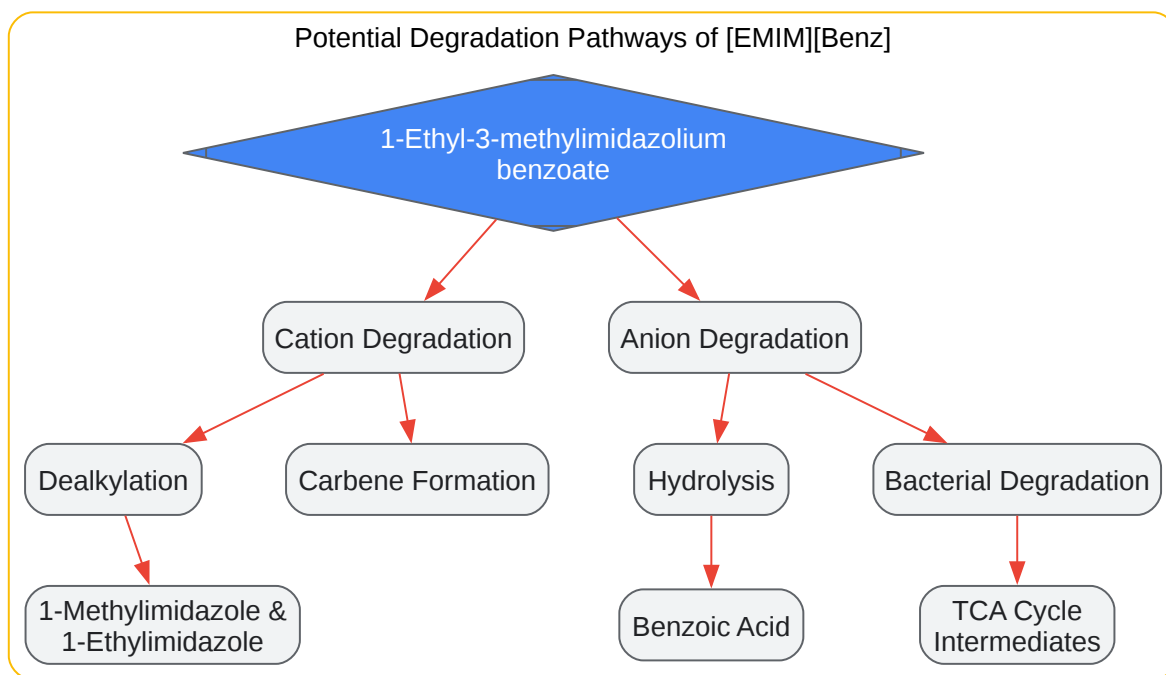 Potential Degradation Pathways of [EMIM][Benz]
1-Ethyl-3-methylimidazolium
benzoate
Cation Degradation
Anion Degradation
Dealkylation
Carbene Formation
Hydrolysis
Bacterial Degradation
1-Methylimidazole &
1-Ethylimidazole
Benzoic Acid
TCA Cycle
Intermediates